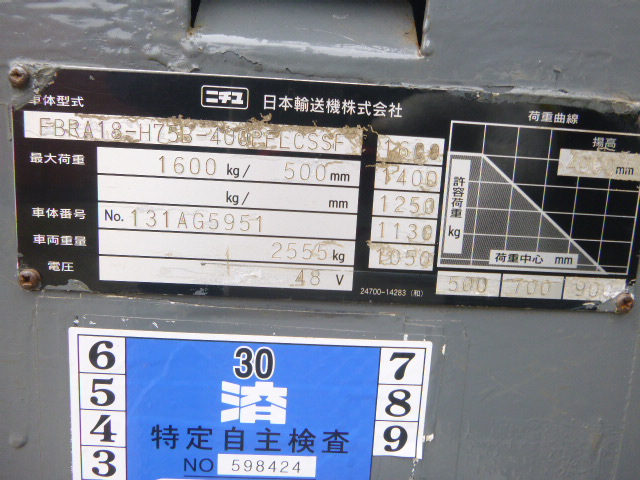 ニチユ 日本輸送機株式会社
車体型式
FBRA18-H75B-400
荷重曲線
揚高
mm
最大荷重 1600 kg/ 500 mm
kg/ mm
車体番号 No. 131AG5951
車両重量 2555 kg
電圧 48 V
1600
1400
1250
1130
1050
許容荷重 kg
荷重中心 mm
500 700 900
24700-14283 (和)
30
溶
特定自主検査
NO 598424
6
5
4
3
7
8
9